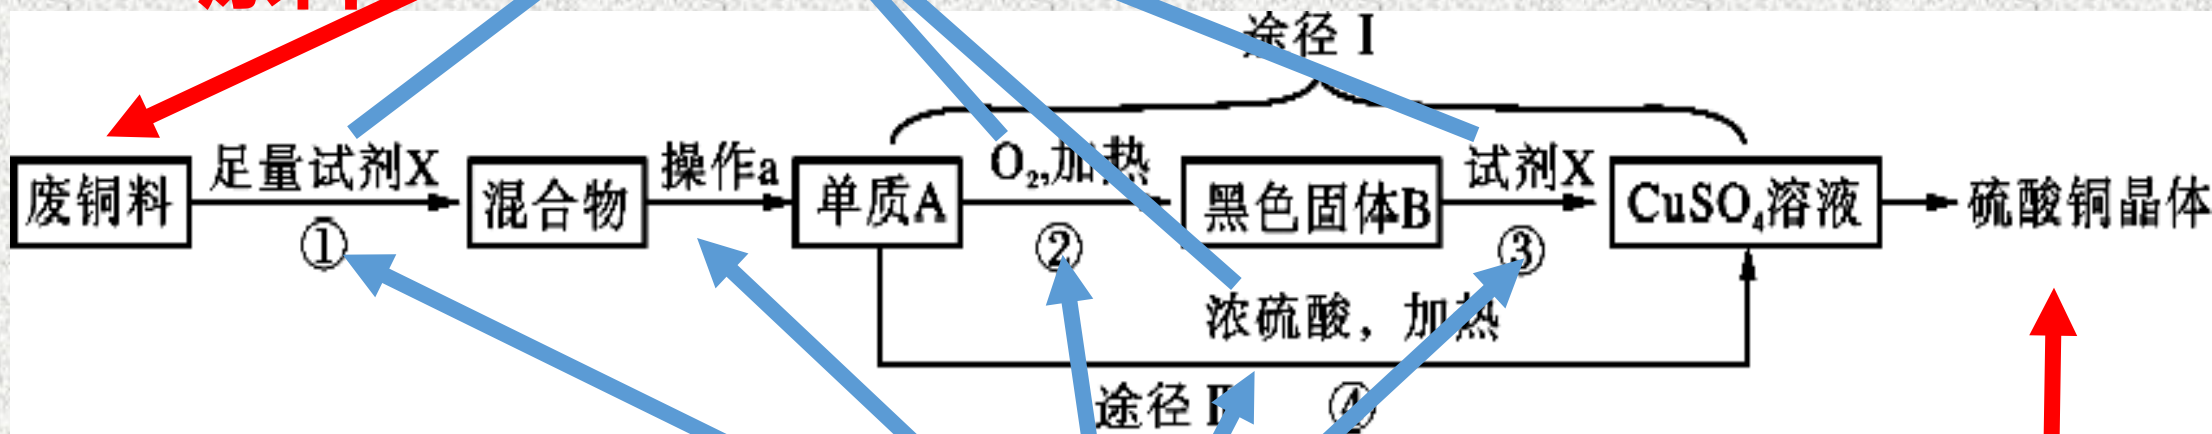 途径Ⅰ
废铜料 足量试剂X 混合物 操作a 单质A O₂,加热 黑色固体B 试剂X CuSO₄溶液 硫酸铜晶体
① ② ③
浓硫酸，加热
途径Ⅱ ④